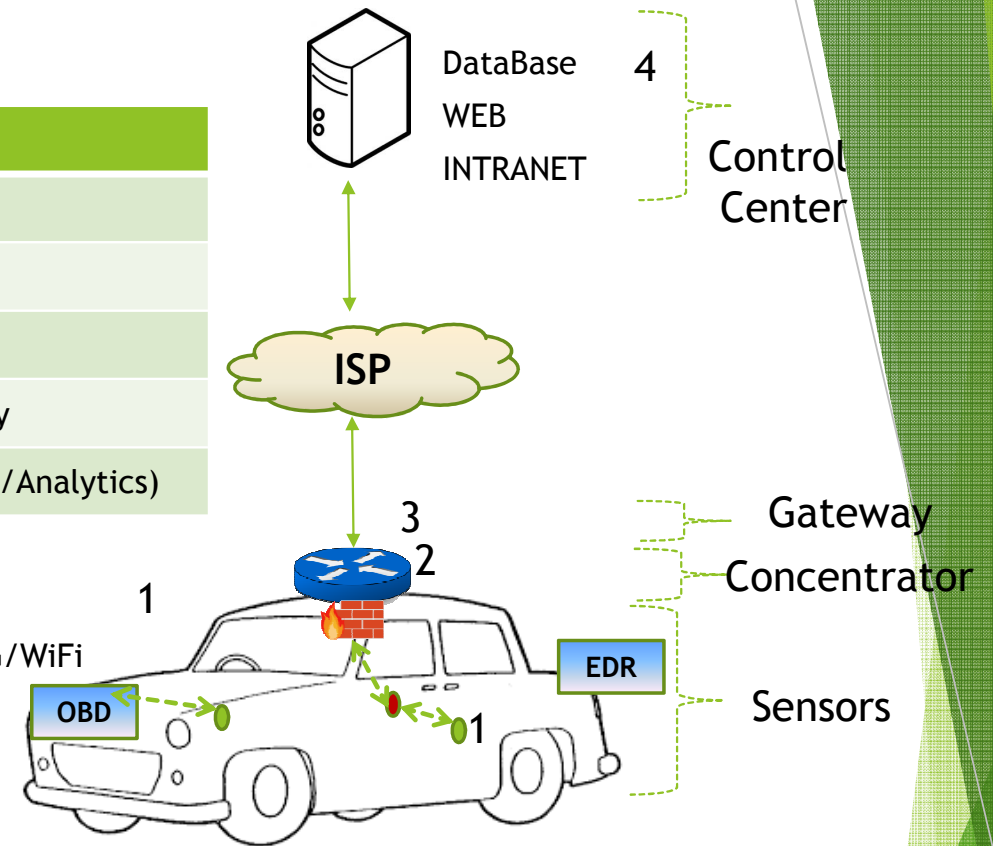 DataBase
4
WEB
INTRANET
Control
Center
ISP
y
/Analytics)
3
Gateway
2
Concentrator
1
/WiFi
EDR
OBD
1
Sensors